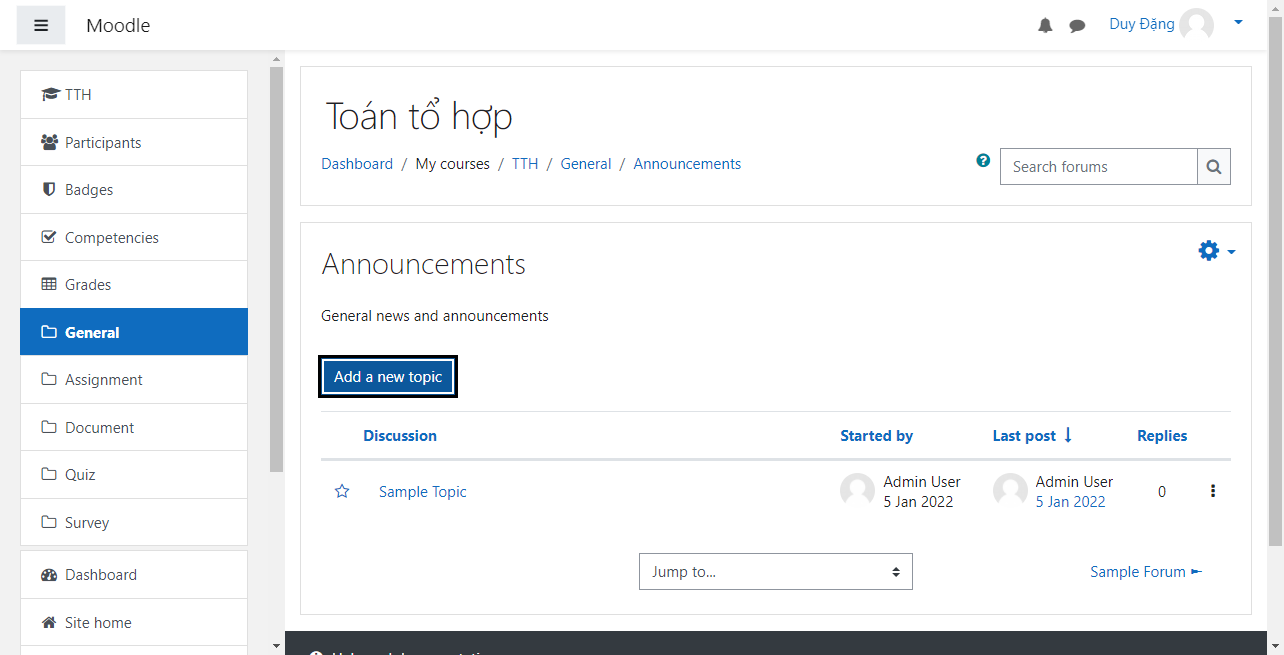 Moodle
Duy Đặng
TTH
Participants
Badges
Competencies
Grades
General
Assignment
Document
Quiz
Survey
Dashboard
Site home
Toán tổ hợp
Dashboard / My courses / TTH / General / Announcements
Search forums
Announcements
General news and announcements
Add a new topic
Discussion Started by Last post Replies
Sample Topic Admin User 5 Jan 2022 Admin User 5 Jan 2022 0
Jump to...
Sample Forum